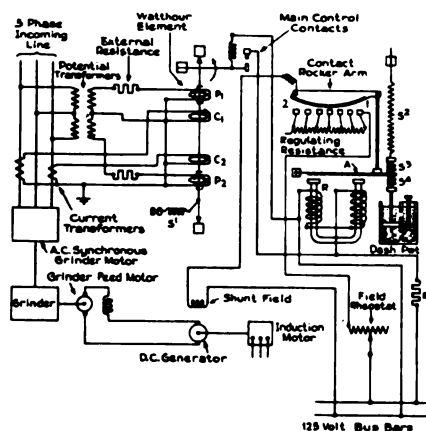 3 Phase
Incoming
Line
Potential
Transformers
External
Resistance
Watthour
Element
Main Control
Contacts
Contact
Rocker Arm
P1
C1
C2
P2
S'
2
1
Regulating
Resistance
S2
S3
S4
A
R
Dash Pot
Current
Transformers
A.C. Synchronous
Grinder Motor
Grinder Feed Motor
Grinder
Shunt Field
D.C. Generator
Induction
Motor
Field
Rheostat
125 Volt Bus Bars